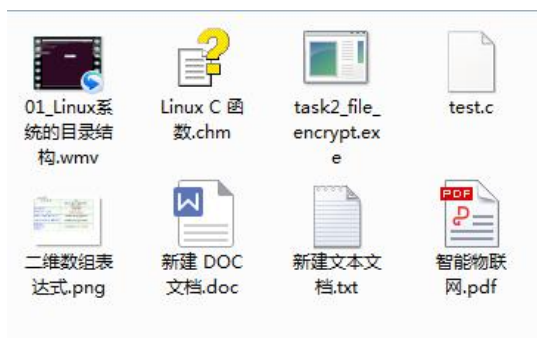 01_Linux系 Linux C 函 task2_file_ test.c
统的目录结 数.chm encrypt.ex
构.wmv e
PDF
二维数组表 新建 DOC 新建文本文 智能物联
达式.png 文档.doc 档.txt 网.pdf